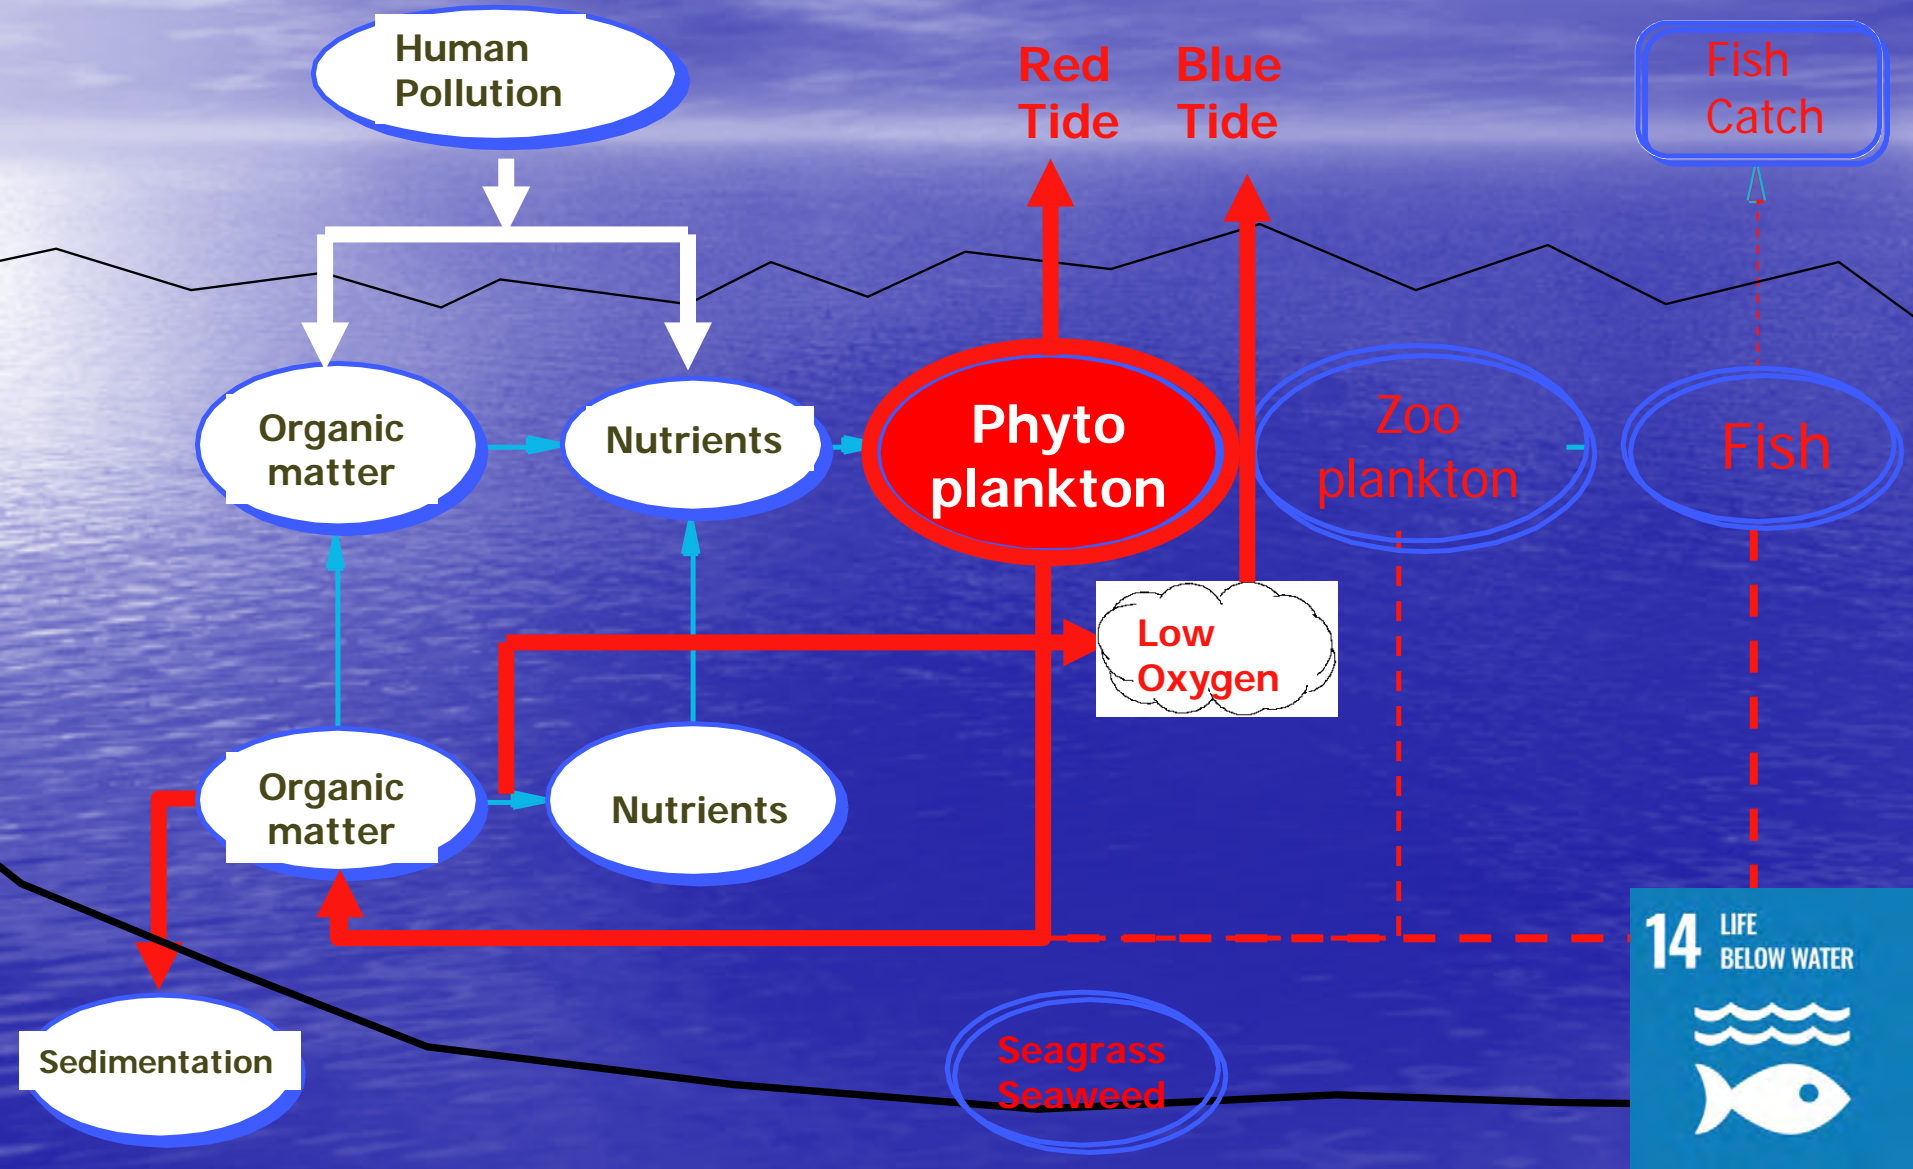 Human
Pollution
Red
Tide
Blue
Tide
Fish
Catch
Organic
matter
Nutrients
Phyto
plankton
Zoo
plankton
Fish
Low
Oxygen
Organic
matter
Nutrients
Sedimentation
Seagrass
Seaweed
14 LIFE
BELOW WATER